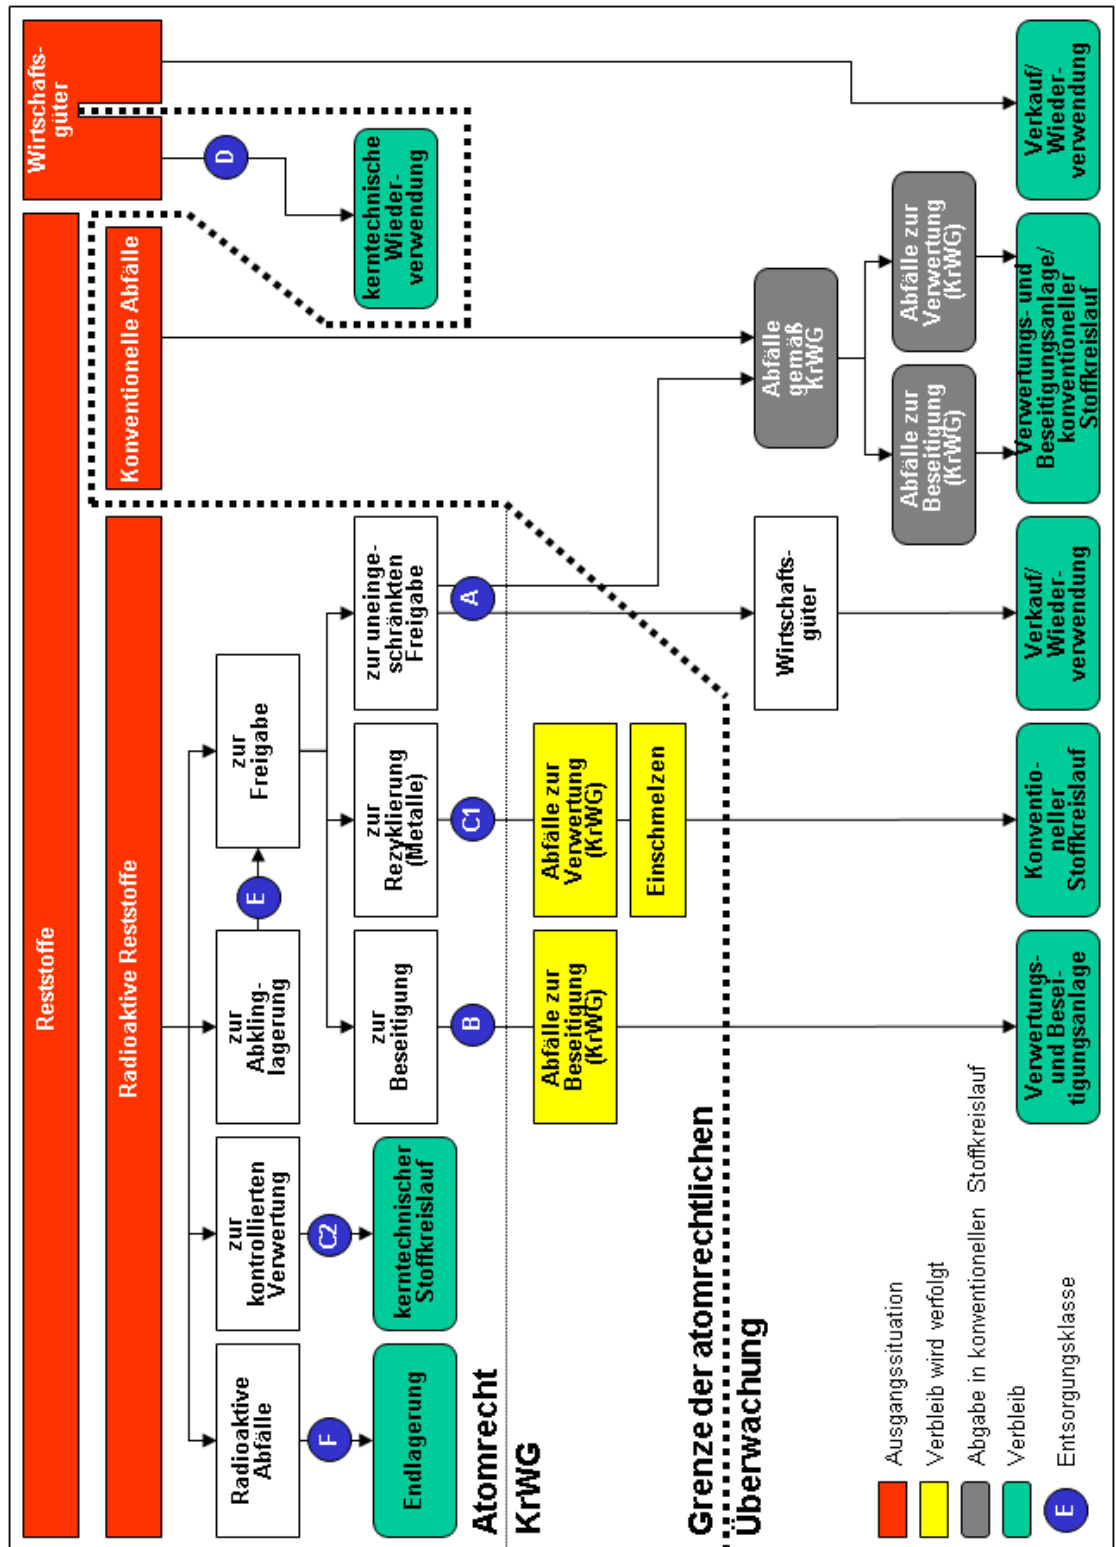 Reststoffe
Wirtschafts-
güter
Radioaktive Reststoffe
Konventionelle Abfälle
Radioaktive
Abfälle
zur
kontrollierten
Verwertung
zur
Abkling-
lagerung
E
zur
Freigabe
D
F
C2
Endlagerung
kerntechnischer
Stoffkreislauf
zur
Beseitigung
zur
Rezyklierung
(Metalle)
zur uneinge-
schränkten
Freigabe
kerntechnische
Wieder-
verwendung
B
C1
A
Atomrecht
KrWG
Abfälle zur
Beseitigung
(KrWG)
Abfälle zur
Verwertung
(KrWG)
Einschmelzen
Grenze der atomrechtlichen
Überwachung
Wirtschafts-
güter
Abfälle
gemäß
KrWG
Abfälle zur
Beseitigung
(KrWG)
Abfälle zur
Verwertung
(KrWG)
Verwertungs-
und Besei-
tigungsanlage
Konventio-
neller
Stoffkreislauf
Verkauf/
Wieder-
verwendung
Verwertungs- und
Beseitigungsanlage/
konventioneller
Stoffkreislauf
Verkauf/
Wieder-
verwendung
Ausgangssituation
Verbleib wird verfolgt
Abgabe in konventionellen Stoffkreislauf
Verbleib
E Entsorgungsklasse